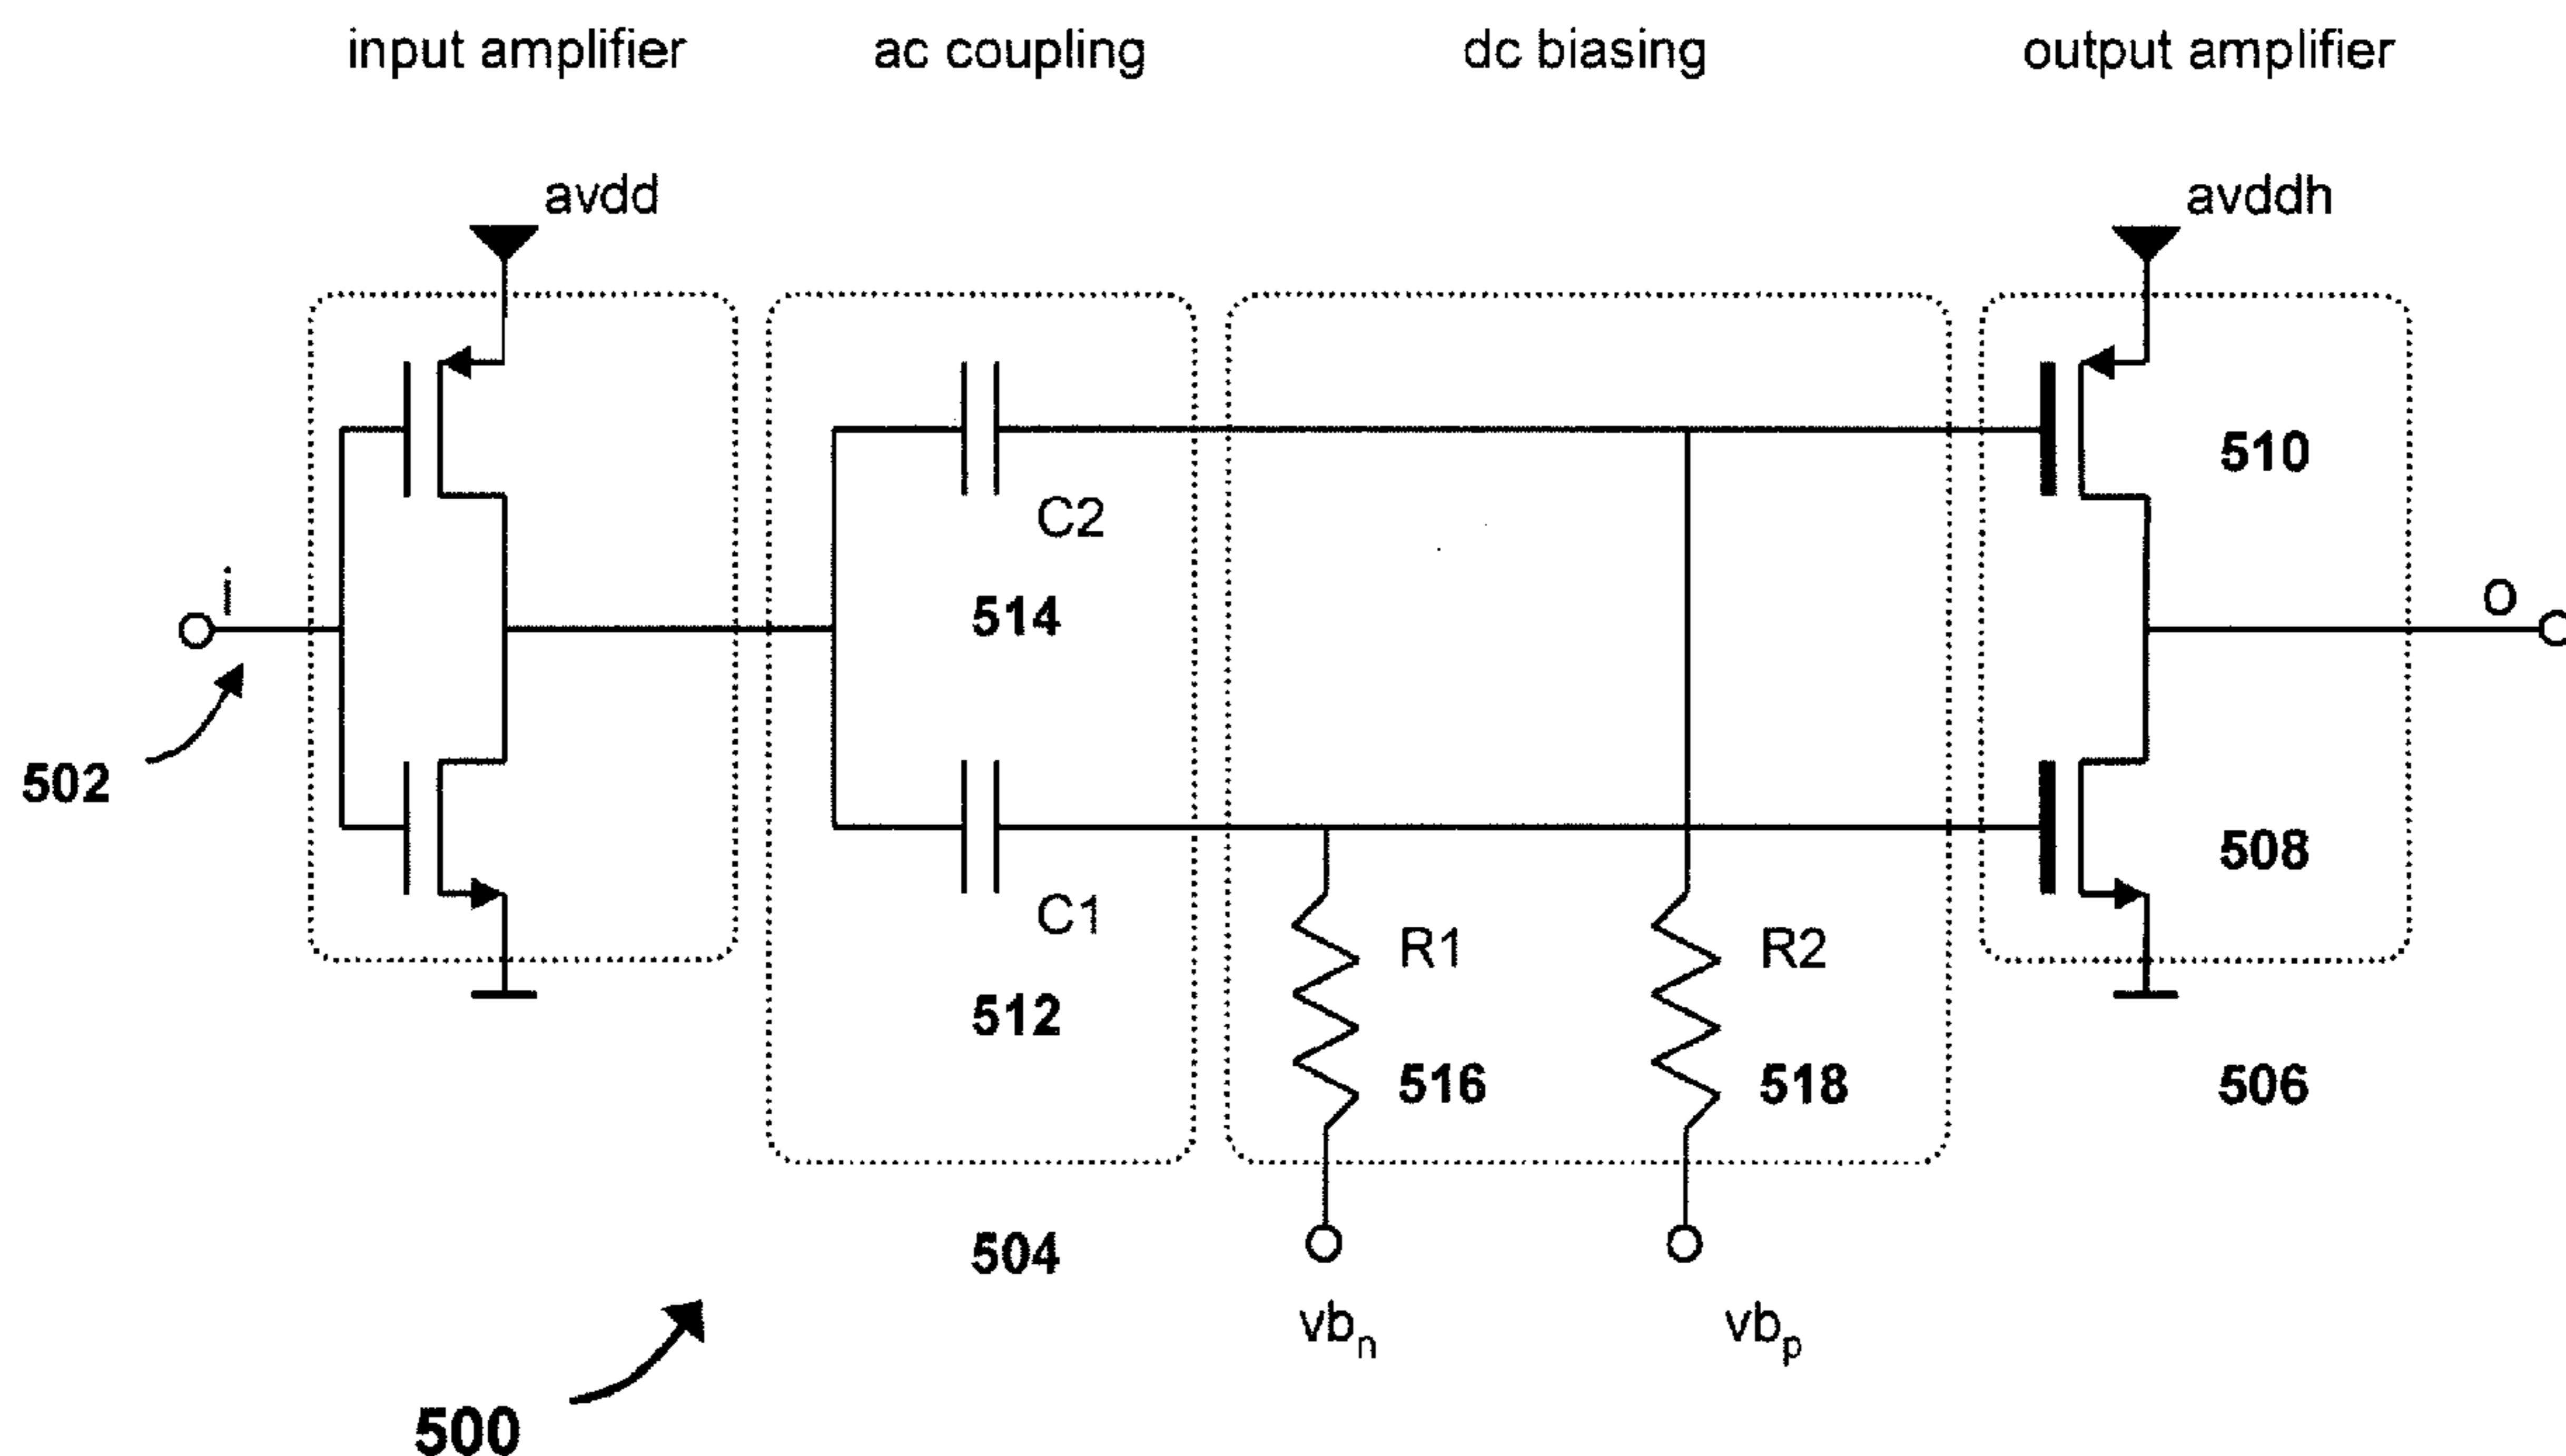 input amplifier
ac coupling
dc biasing
output amplifier
avdd
avddh
C2
510
i
514
o
502
508
C1
R1
R2
512
516
518
506
504
vbn
vbp
500